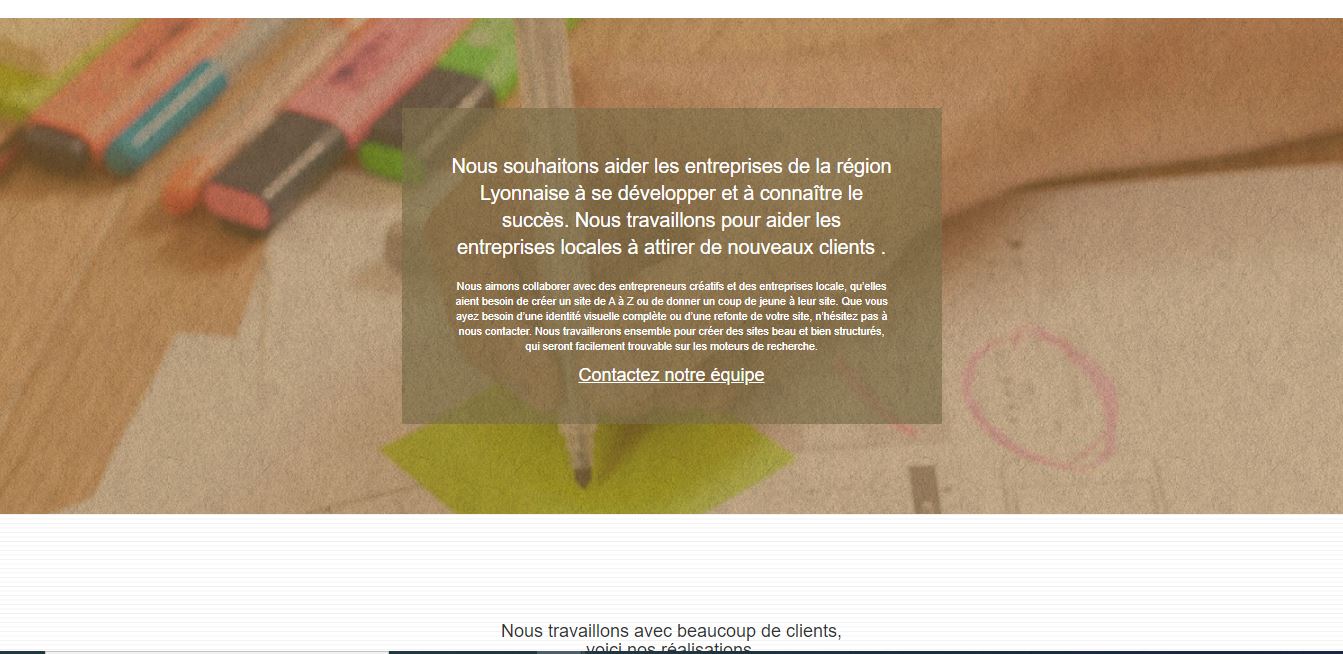 Nous souhaitons aider les entreprises de la région
Lyonnaise à se développer et à connaître le
succès. Nous travaillons pour aider les
entreprises locales à attirer de nouveaux clients .
Nous aimons collaborer avec des entrepreneurs créatifs et des entreprises locale, qu'elles
aient besoin de créer un site de A à Z ou de donner un coup de jeune à leur site. Que vous
ayez besoin d'une identité visuelle complète ou d'une refonte de votre site, n'hésitez pas à
nous contacter. Nous travaillerons ensemble pour créer des sites beau et bien structurés,
qui seront facilement trouvable sur les moteurs de recherche.
Contactez notre équipe
Nous travaillons avec beaucoup de clients,
voici nos réalisations